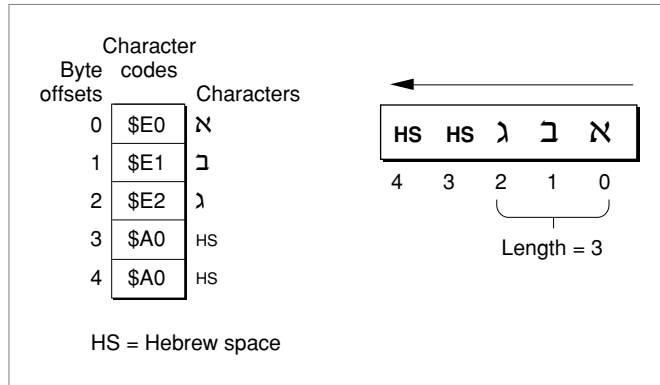 Character
Byte codes
offsets Characters
0 $E0 א
1 $E1 ב
2 $E2 ג
3 $A0 HS
4 $A0 HS
HS = Hebrew space
HS HS ג ב א
4 3 2 1 0
Length = 3